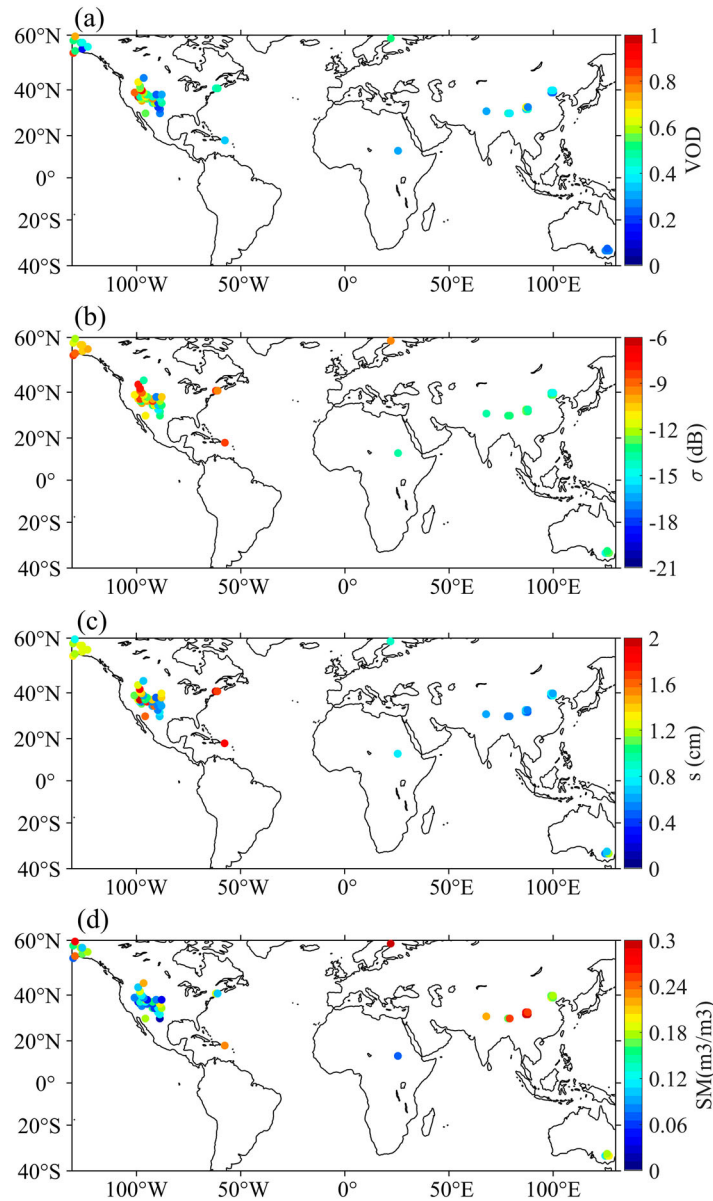 (a)
60°N
40°N
20°N
0°
20°S
40°S
100°W
50°W
0°
50°E
100°E
1
0.8
0.6
0.4
0.2
0
VOD
(b)
60°N
40°N
20°N
0°
20°S
40°S
100°W
50°W
0°
50°E
100°E
-6
-9
-12
-15
-18
-21
σ (dB)
(c)
60°N
40°N
20°N
0°
20°S
40°S
100°W
50°W
0°
50°E
100°E
2
1.6
1.2
0.8
0.4
0
s (cm)
(d)
60°N
40°N
20°N
0°
20°S
40°S
100°W
50°W
0°
50°E
100°E
0.3
0.24
0.18
0.12
0.06
0
SM(m3/m3)